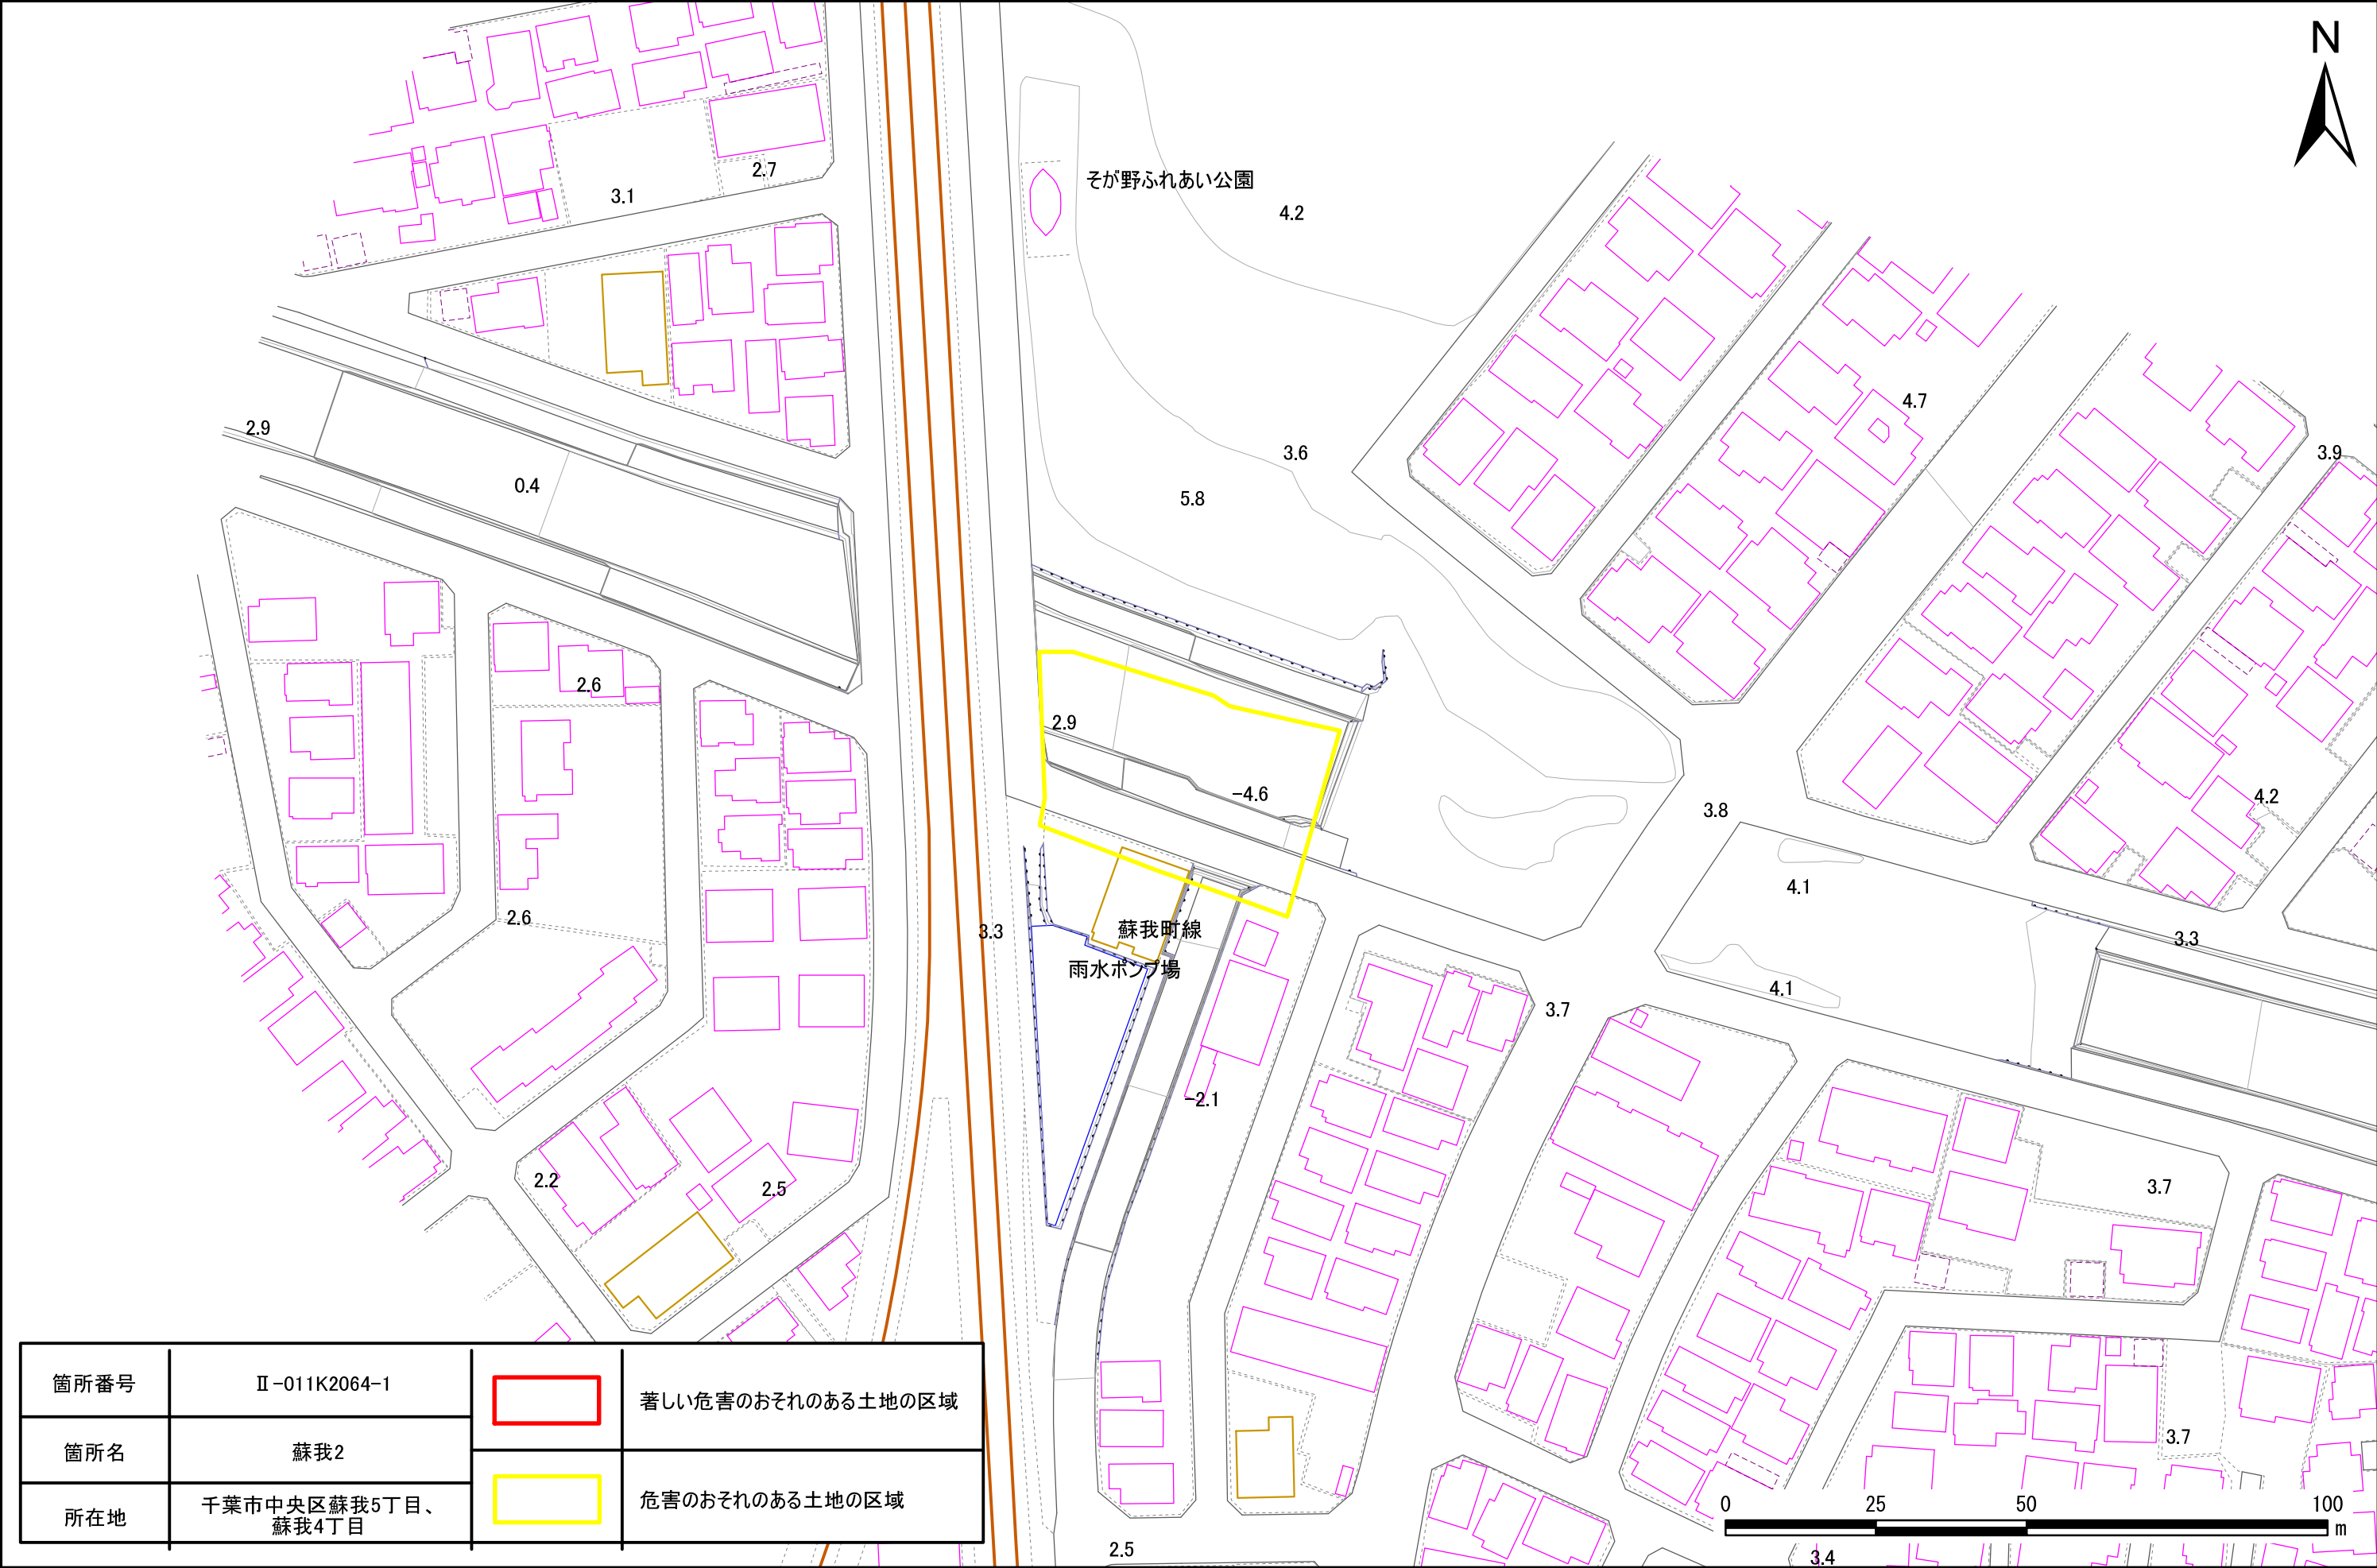 N
2.7
そが野ふれあい公園
3.1
4.2
4.7
2.9
3.6
3.9
0.4
5.8
2.6
2.9
-4.6
4.2
3.8
4.1
2.6
蘇我町線
3.3
3.3
雨水ポンプ場
4.1
3.7
-2.1
2.2
2.5
3.7
箇所番号
Ⅱ-011K2064-1
著しい危害のおそれのある土地の区域
箇所名
蘇我2
危害のおそれのある土地の区域
所在地
千葉市中央区蘇我5丁目、
蘇我4丁目
3.7
0 25 50 100
m
2.5
3.4